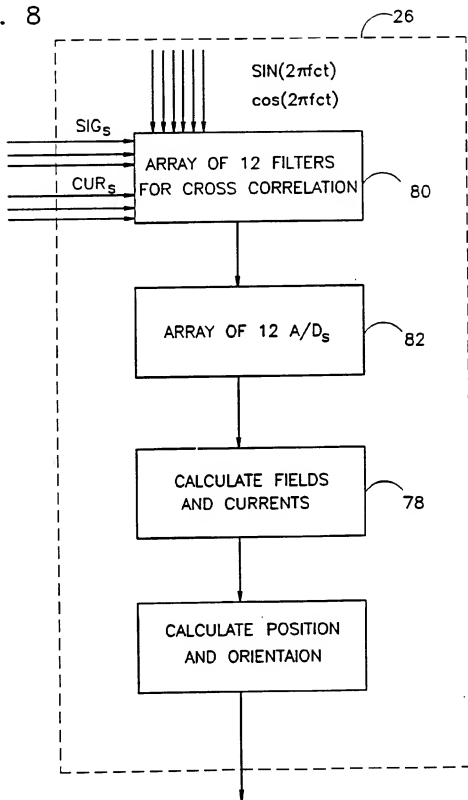 . 8
26
SIN(2πfct)
cos(2πfct)
SIGs
CURs
ARRAY OF 12 FILTERS
FOR CROSS CORRELATION
80
ARRAY OF 12 A/Ds
82
CALCULATE FIELDS
AND CURRENTS
78
CALCULATE POSITION
AND ORIENTAION